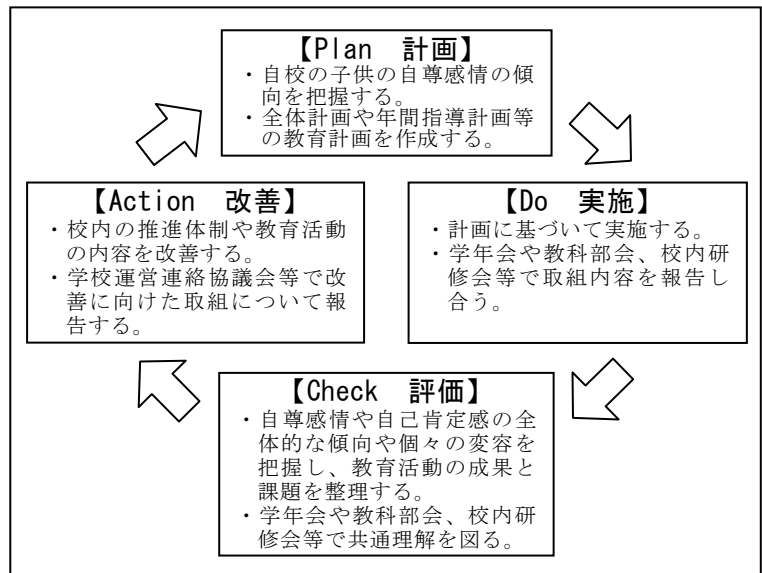 【Plan　計画】
・自校の子供の自尊感情の傾
向を把握する。
・全体計画や年間指導計画等
の教育計画を作成する。
【Do　実施】
・計画に基づいて実施する。
・学年会や教科部会、校内研
修会等で取組内容を報告し
合う。
【Check　評価】
・自尊感情や自己肯定感の全
体的な傾向や個々の変容を
把握し、教育活動の成果と
課題を整理する。
・学年会や教科部会、校内研
修会等で共通理解を図る。
【Action　改善】
・校内の推進体制や教育活動
の内容を改善する。
・学校運営連絡協議会等で改
善に向けた取組について報
告する。